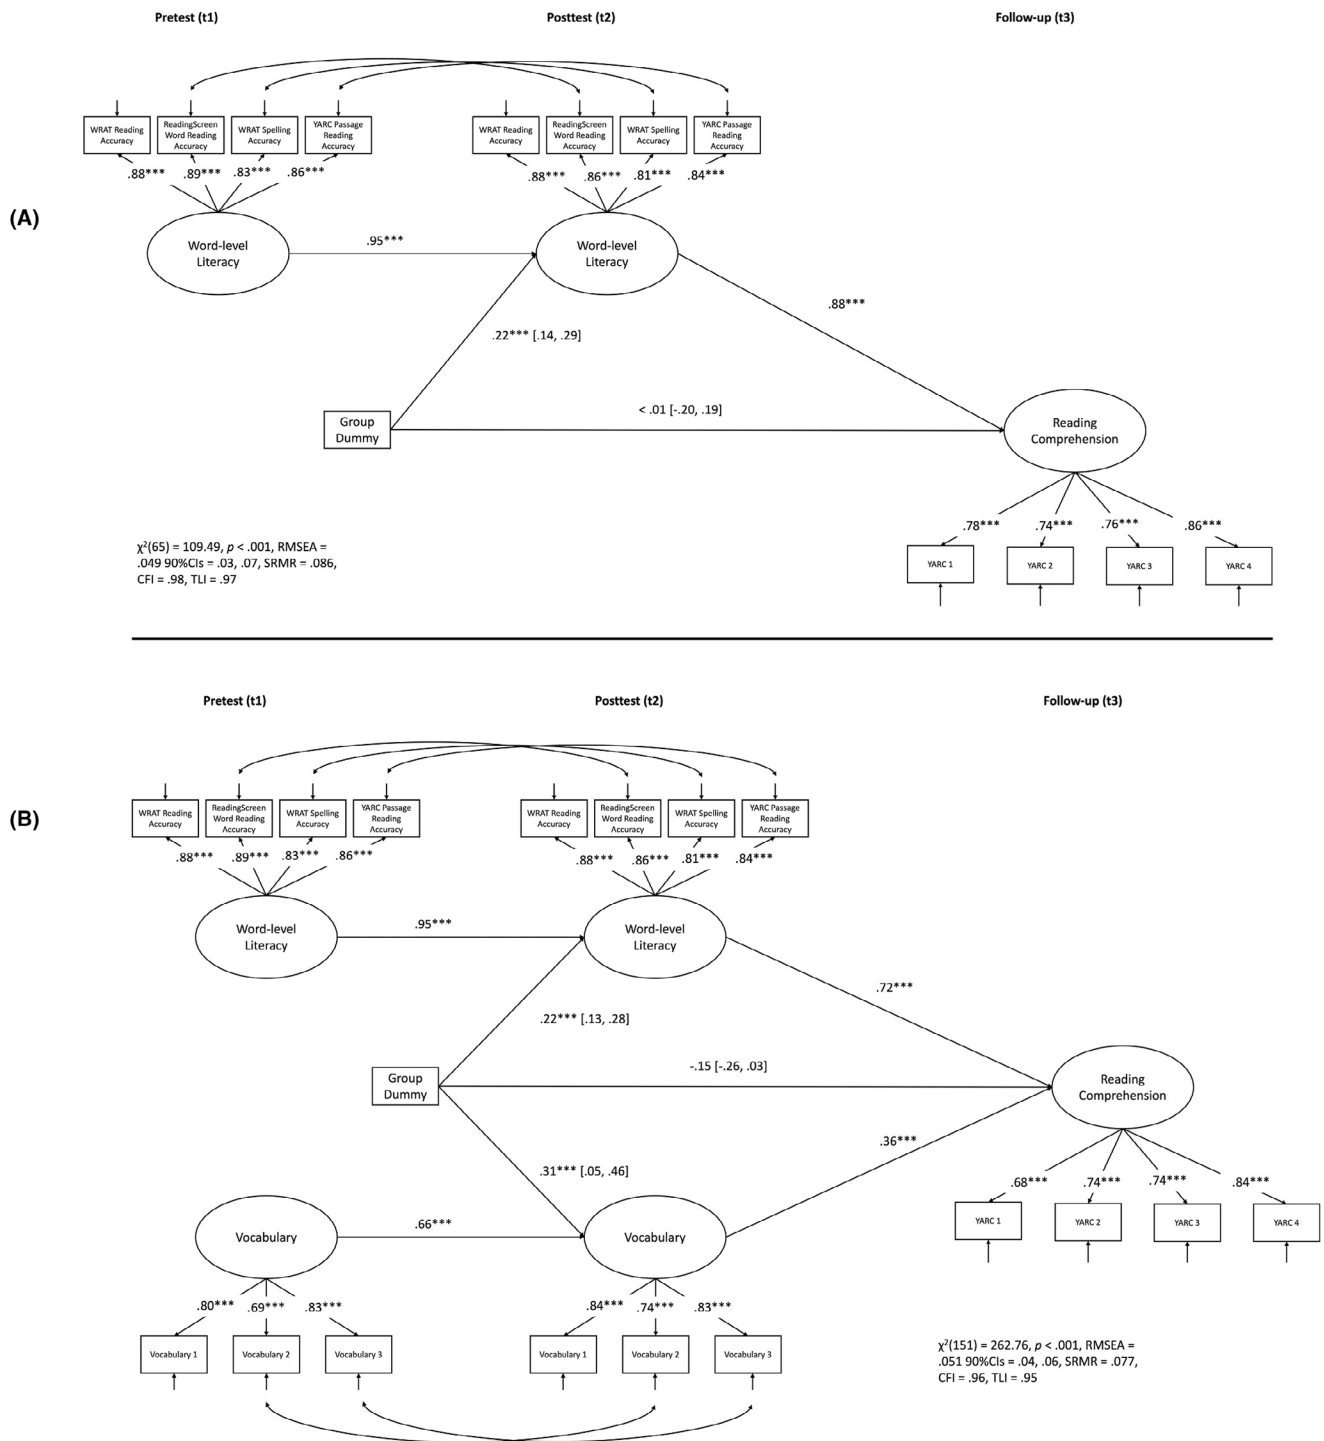 Pretest (t1) Posttest (t2) Follow-up (t3)
(A)
WRAT Reading
Accuracy
ReadingScreen
Word Reading
Accuracy
WRAT Spelling
Accuracy
YARC Passage
Reading
Accuracy
WRAT Reading
Accuracy
ReadingScreen
Word Reading
Accuracy
WRAT Spelling
Accuracy
YARC Passage
Reading
Accuracy
.88*** .89*** .83*** .86*** .88*** .86*** .81*** .84***
Word-level
Literacy
.95***
Word-level
Literacy
.88***
.22*** [.14, .29]
Group
Dummy
< .01 [-.20, .19]
Reading
Comprehension
.78*** .74*** .76*** .86***
YARC 1 YARC 2 YARC 3 YARC 4
χ²(65) = 109.49, p < .001, RMSEA =
.049 90%CIs = .03, .07, SRMR = .086,
CFI = .98, TLI = .97
Pretest (t1) Posttest (t2) Follow-up (t3)
(B)
WRAT Reading
Accuracy
ReadingScreen
Word Reading
Accuracy
WRAT Spelling
Accuracy
YARC Passage
Reading
Accuracy
WRAT Reading
Accuracy
ReadingScreen
Word Reading
Accuracy
WRAT Spelling
Accuracy
YARC Passage
Reading
Accuracy
.88*** .89*** .83*** .86*** .88*** .86*** .81*** .84***
Word-level
Literacy
.95***
Word-level
Literacy
.72***
.22*** [.13, .28]
Group
Dummy
-.15 [-.26, .03]
Reading
Comprehension
.31*** [.05, .46]
.36***
.68*** .74*** .74*** .84***
YARC 1 YARC 2 YARC 3 YARC 4
Vocabulary
.66***
Vocabulary
.80*** .69*** .83*** .84*** .74*** .83***
Vocabulary 1 Vocabulary 2 Vocabulary 3 Vocabulary 1 Vocabulary 2 Vocabulary 3
χ²(151) = 262.76, p < .001, RMSEA =
.051 90%CIs = .04, .06, SRMR = .077,
CFI = .96, TLI = .95